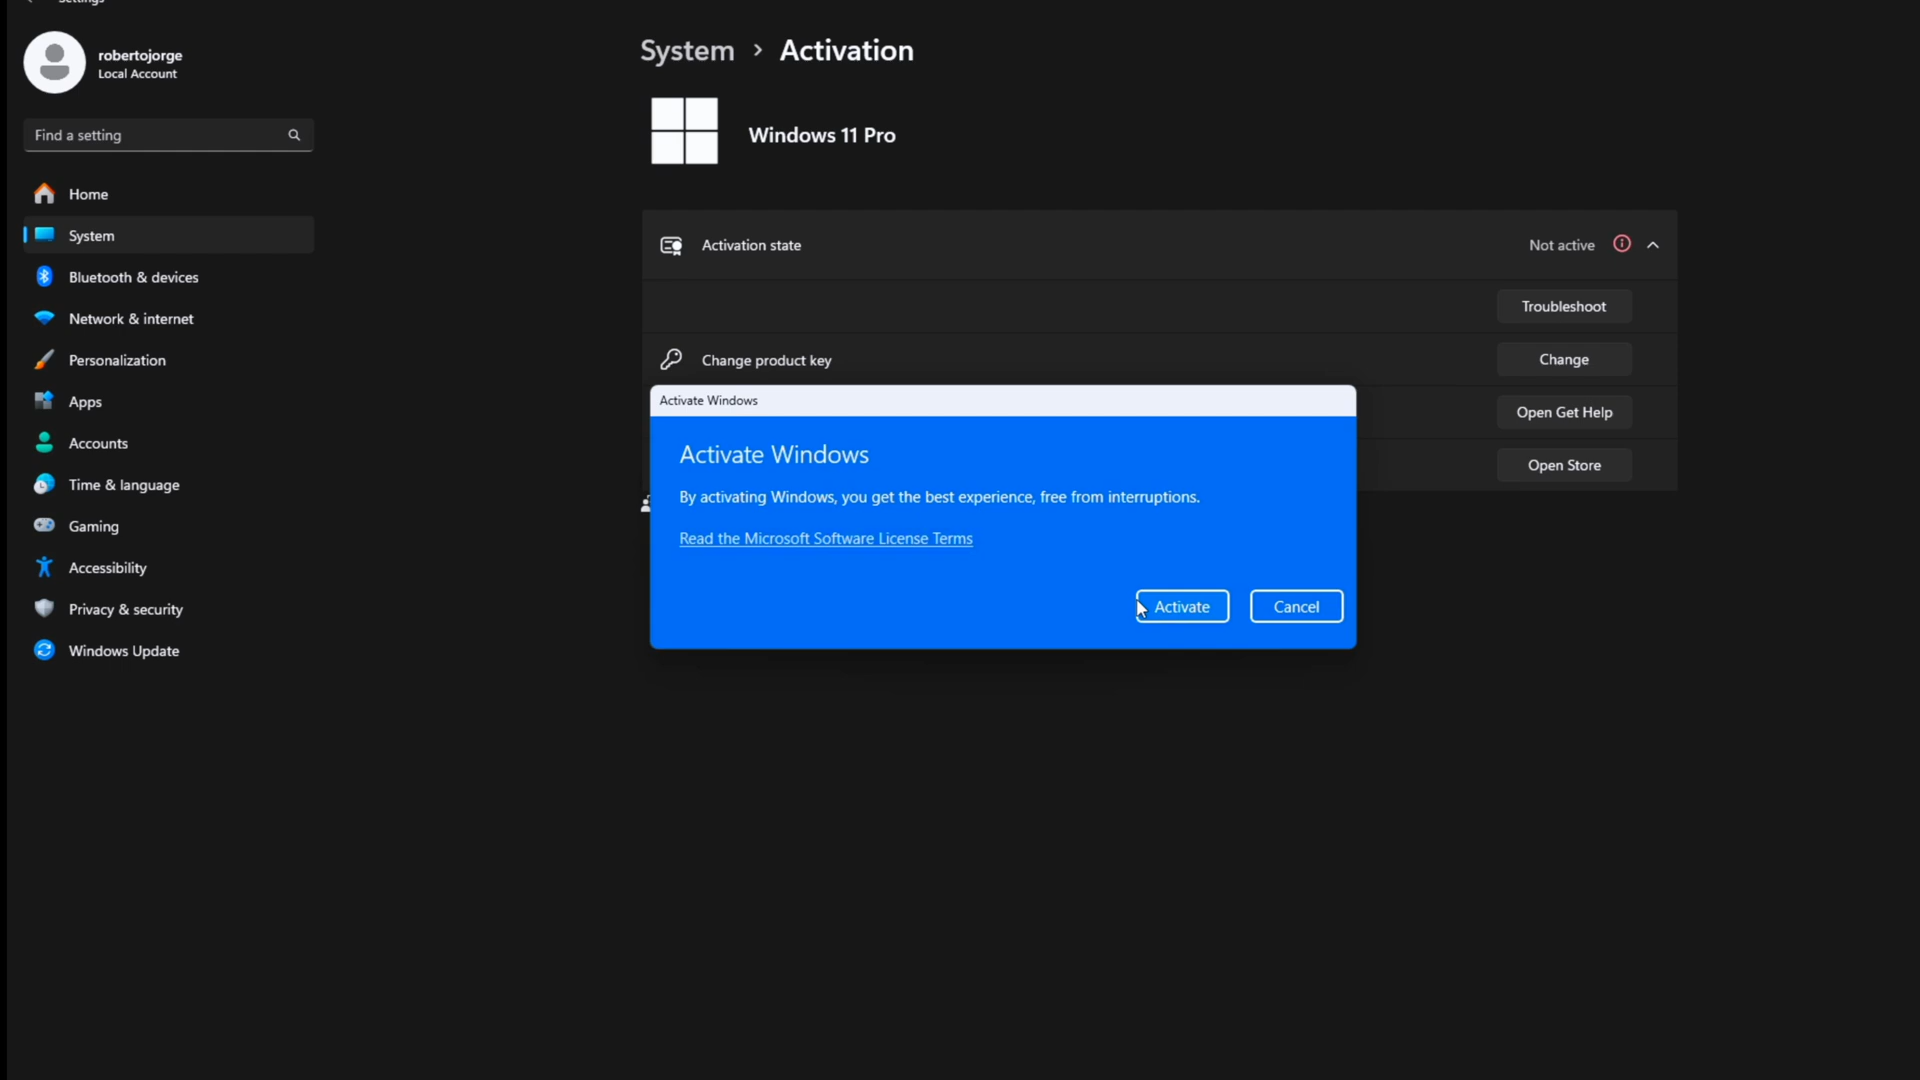 Settings
robertojorge
Local Account
Find a setting
Home
System
Bluetooth & devices
Network & internet
Personalization
Apps
Accounts
Time & language
Gaming
Accessibility
Privacy & security
Windows Update
System > Activation
Windows 11 Pro
Activation state
Not active
Troubleshoot
Change product key
Change
Open Get Help
Open Store
Activate Windows
Activate Windows
By activating Windows, you get the best experience, free from interruptions.
Read the Microsoft Software License Terms
Activate
Cancel